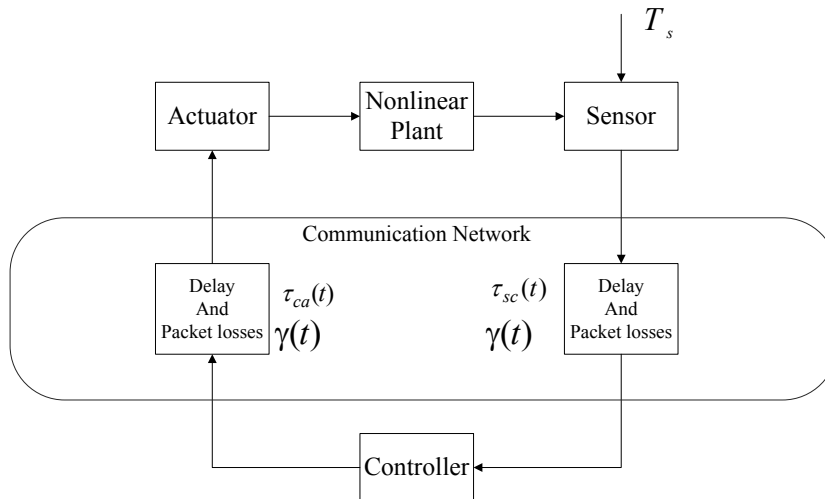 T_s
Actuator
Nonlinear
Plant
Sensor
Communication Network
Delay
And
Packet losses
τ_ca(t)
γ(t)
τ_sc(t)
γ(t)
Delay
And
Packet losses
Controller